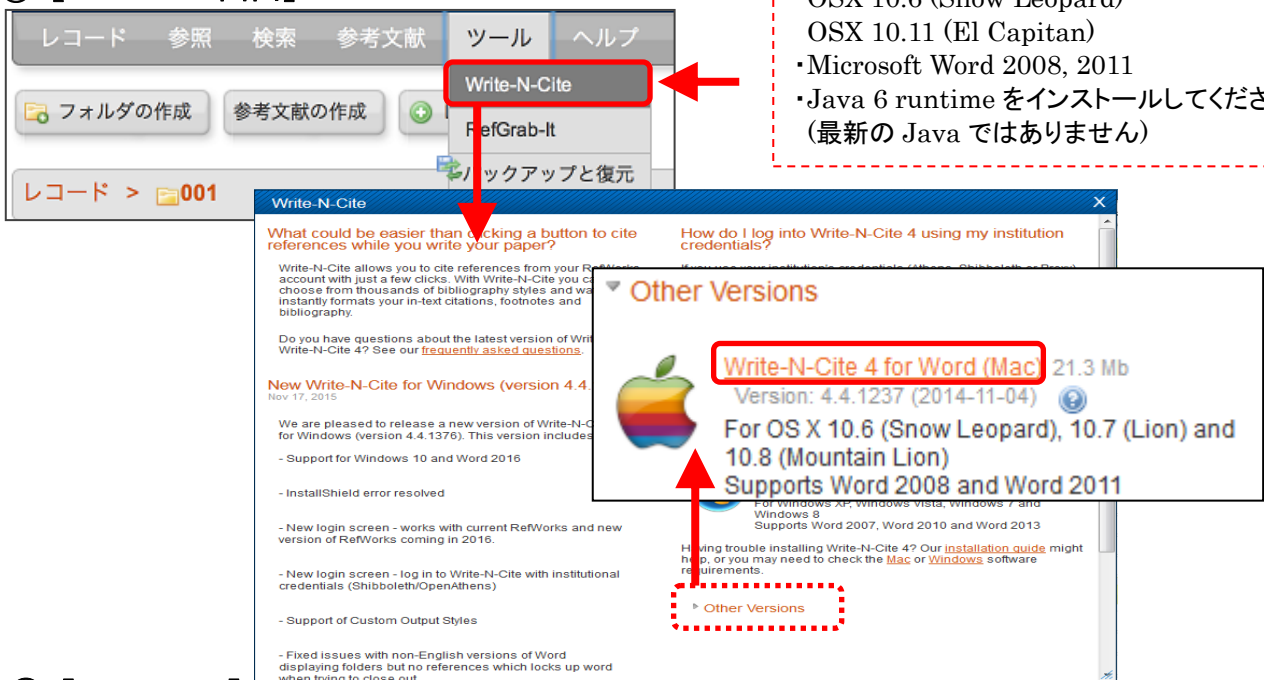 レコード 参照 検索 参考文献 ツール ヘルプ
Write-N-Cite
RefGrab-It
バックアップと復元
フォルダの作成 参考文献の作成
レコード > 001
OSX 10.6 (Snow Leopard)
OSX 10.11 (El Capitan)
・Microsoft Word 2008, 2011
・Java 6 runtime をインストールしてくださ
(最新の Java ではありません)
Write-N-Cite X
What could be easier than clicking a button to cite
references while you write your paper?
Write-N-Cite allows you to cite references from your RefWorks
account with just a few clicks. With Write-N-Cite you ca
choose from thousands of bibliography styles and wa
instantly formats your in-text citations, footnotes and
bibliography.
Do you have questions about the latest version of Writ
Write-N-Cite 4? See our frequently asked questions.
New Write-N-Cite for Windows (version 4.4.
Nov 17, 2015
We are pleased to release a new version of Write-N-C
for Windows (version 4.4.1376). This version includes
- Support for Windows 10 and Word 2016
- InstallShield error resolved
- New login screen - works with current RefWorks and new
version of RefWorks coming in 2016.
- New login screen - log in to Write-N-Cite with institutional
credentials (Shibboleth/OpenAthens)
- Support of Custom Output Styles
- Fixed issues with non-English versions of Word
displaying folders but no references which locks up word
when trying to close out
How do I log into Write-N-Cite 4 using my institution
credentials?
If you use your institution's credentials (Athens, Shibboleth or Proxy)
Other Versions
Write-N-Cite 4 for Word (Mac) 21.3 Mb
Version: 4.4.1237 (2014-11-04)
For OS X 10.6 (Snow Leopard), 10.7 (Lion) and
10.8 (Mountain Lion)
Supports Word 2008 and Word 2011
For Windows XP, Windows Vista, Windows 7 and
Windows 8
Supports Word 2007, Word 2010 and Word 2013
Having trouble installing Write-N-Cite 4? Our installation guide might
help, or you may need to check the Mac or Windows software
requirements.
Other Versions